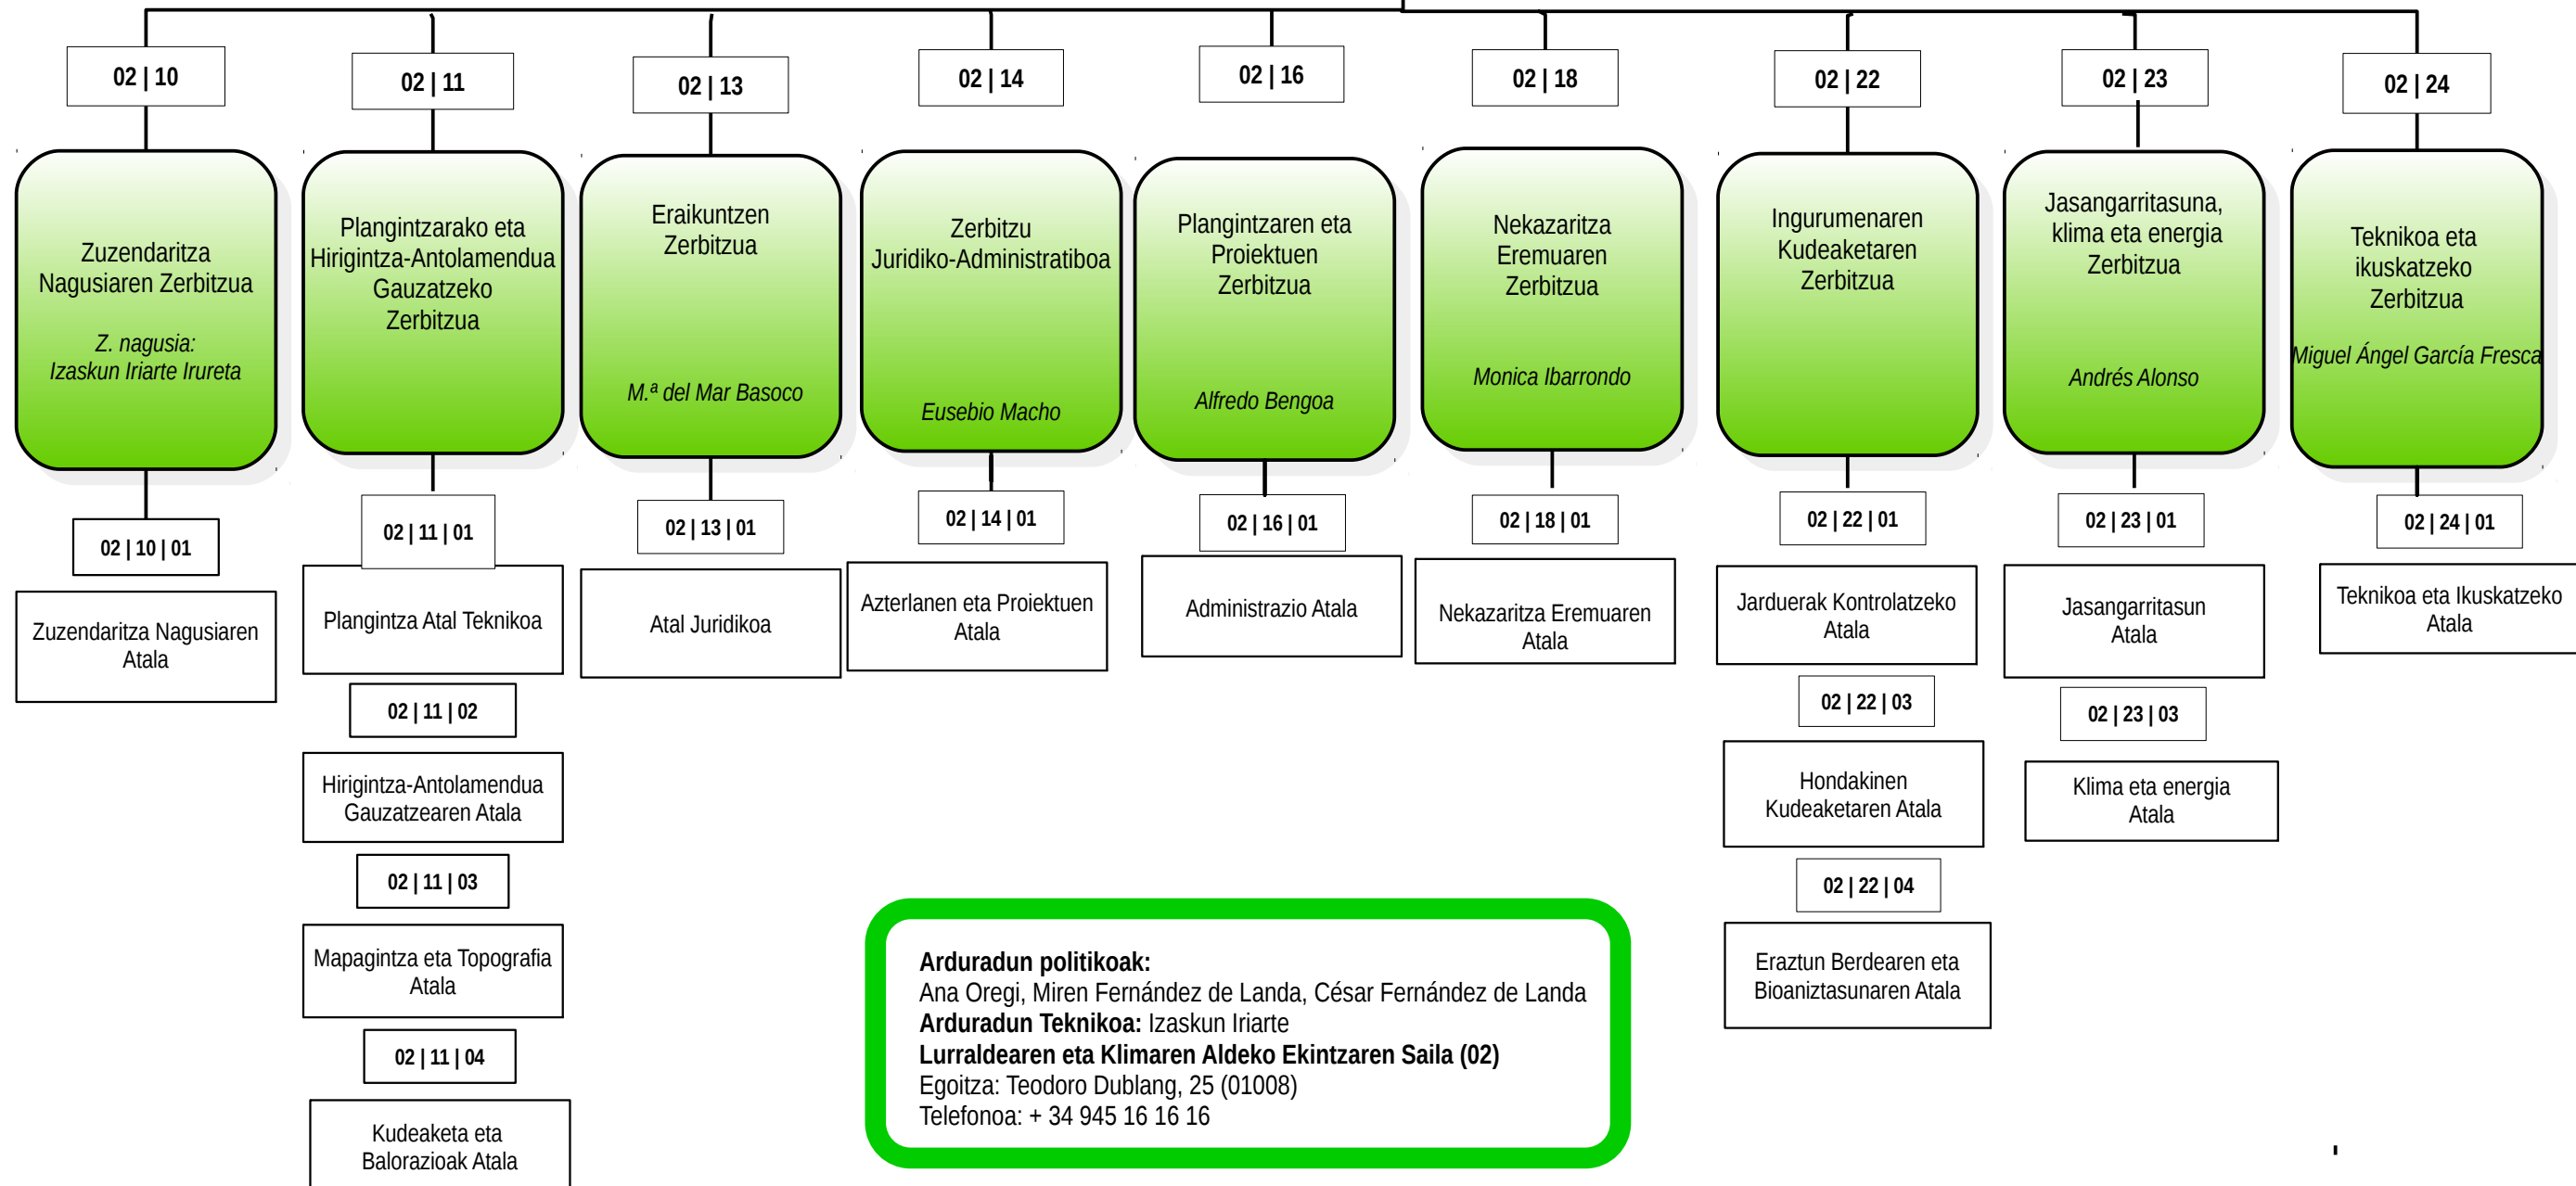 02 | 10
Zuzendaritza
Nagusiaren Zerbitzua
Z. nagusia:
Izaskun Iriarte Irureta
02 | 10 | 01
Zuzendaritza Nagusiaren
Atala
02 | 11
Plangintzarako eta
Hirigintza-Antolamendua
Gauzatzeko
Zerbitzua
02 | 11 | 01
Plangintza Atal Teknikoa
02 | 11 | 02
Hirigintza-Antolamendua
Gauzatzearen Atala
02 | 11 | 03
Mapagintza eta Topografia
Atala
02 | 11 | 04
Kudeaketa eta
Balorazioak Atala
02 | 13
Eraikuntzen
Zerbitzua
M.ª del Mar Basoco
02 | 13 | 01
Atal Juridikoa
02 | 14
Zerbitzu
Juridiko-Administratiboa
Eusebio Macho
02 | 14 | 01
Azterlanen eta Proiektuen
Atala
02 | 16
Plangintzaren eta
Proiektuen
Zerbitzua
Alfredo Bengoa
02 | 16 | 01
Administrazio Atala
02 | 18
Nekazaritza
Eremuaren
Zerbitzua
Monica Ibarrondo
02 | 18 | 01
Nekazaritza Eremuaren
Atala
02 | 22
Ingurumenaren
Kudeaketaren
Zerbitzua
02 | 22 | 01
Jarduerak Kontrolatzeko
Atala
02 | 22 | 03
Hondakinen
Kudeaketaren Atala
02 | 22 | 04
Eraztun Berdearen eta
Bioaniztasunaren Atala
02 | 23
Jasangarritasuna,
klima eta energia
Zerbitzua
Andrés Alonso
02 | 23 | 01
Jasangarritasun
Atala
02 | 23 | 03
Klima eta energia
Atala
02 | 24
Teknikoa eta
ikuskatzeko
Zerbitzua
Miguel Ángel García Fresca
02 | 24 | 01
Teknikoa eta Ikuskatzeko
Atala
Arduradun politikoak:
Ana Oregi, Miren Fernández de Landa, César Fernández de Landa
Arduradun Teknikoa: Izaskun Iriarte
Lurraldearen eta Klimaren Aldeko Ekintzaren Saila (02)
Egoitza: Teodoro Dublang, 25 (01008)
Telefonoa: + 34 945 16 16 16